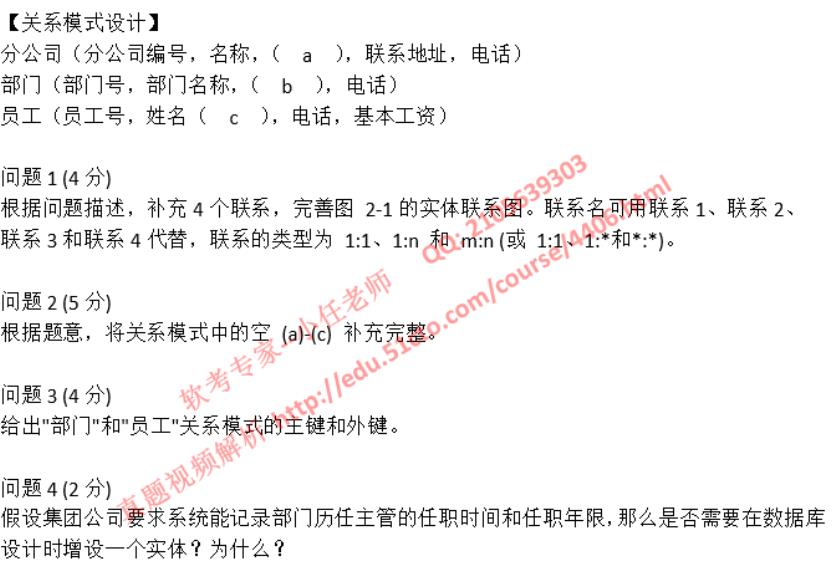 【关系模式设计】
分公司（分公司编号，名称，（ a ），联系地址，电话）
部门（部门号，部门名称，（ b ），电话）
员工（员工号，姓名（ c ），电话，基本工资）
问题 1 (4 分)
根据问题描述，补充 4 个联系，完善图 2-1 的实体联系图。联系名可用联系 1、联系 2、
联系 3 和联系 4 代替，联系的类型为 1:1、1:n 和 m:n (或 1:1、1:*和*:*)。
问题 2 (5 分)
根据题意，将关系模式中的空 (a)-(c) 补充完整。
问题 3 (4 分)
给出"部门"和"员工"关系模式的主键和外键。
问题 4 (2 分)
假设集团公司要求系统能记录部门历任主管的任职时间和任职年限，那么是否需要在数据库
设计时增设一个实体？为什么？
软考专家-小任老师 QQ: 2108639303
真题视频解析 http://edu.51cto.com/course/4406.html